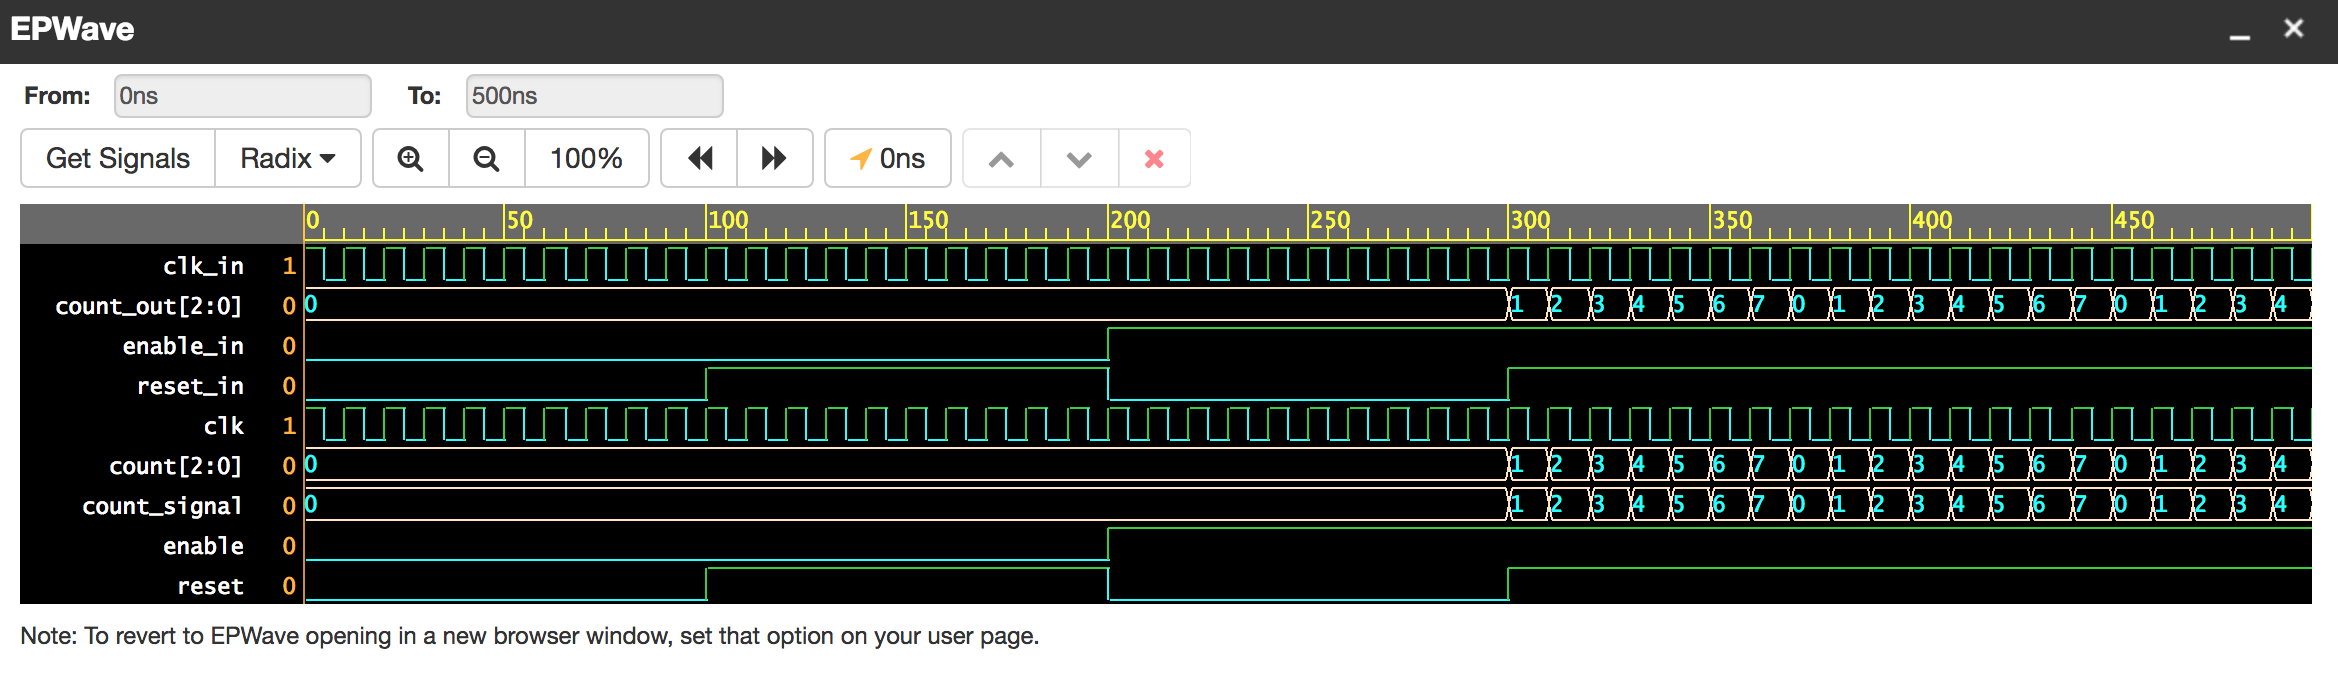 EPWave
From: 0ns To: 500ns
Get Signals Radix 100% 0ns
0 50 100 150 200 250 300 350 400 450
clk_in 1
count_out[2:0] 0 0 1 2 3 4 5 6 7 0 1 2 3 4 5 6 7 0 1 2 3 4
enable_in 0
reset_in 0
clk 1
count[2:0] 0 0 1 2 3 4 5 6 7 0 1 2 3 4 5 6 7 0 1 2 3 4
count_signal 0 0 1 2 3 4 5 6 7 0 1 2 3 4 5 6 7 0 1 2 3 4
enable 0
reset 0
Note: To revert to EPWave opening in a new browser window, set that option on your user page.